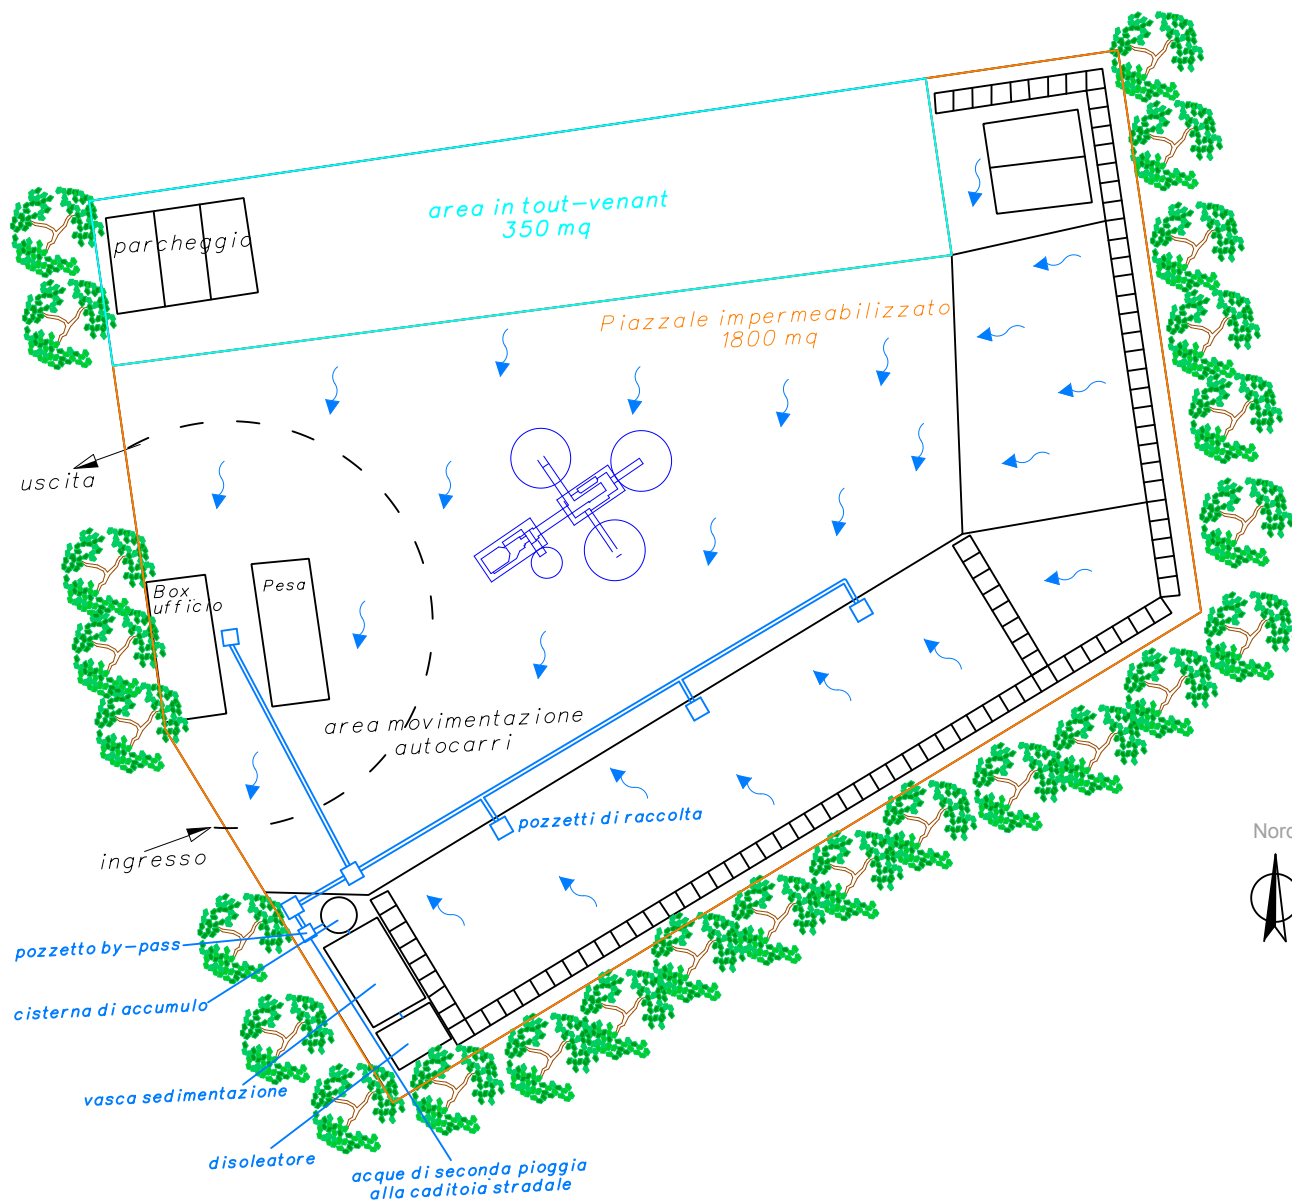 area in tout-venant
350 mq
parcheggio
Piazzale impermeabilizzato
1800 mq
uscita
Box
ufficio
Pesa
area movimentazione
autocarri
pozzetti di raccolta
ingresso
Nord
pozzetto by-pass
cisterna di accumulo
vasca sedimentazione
disoleatore
acque di seconda pioggia
alla caditoia stradale